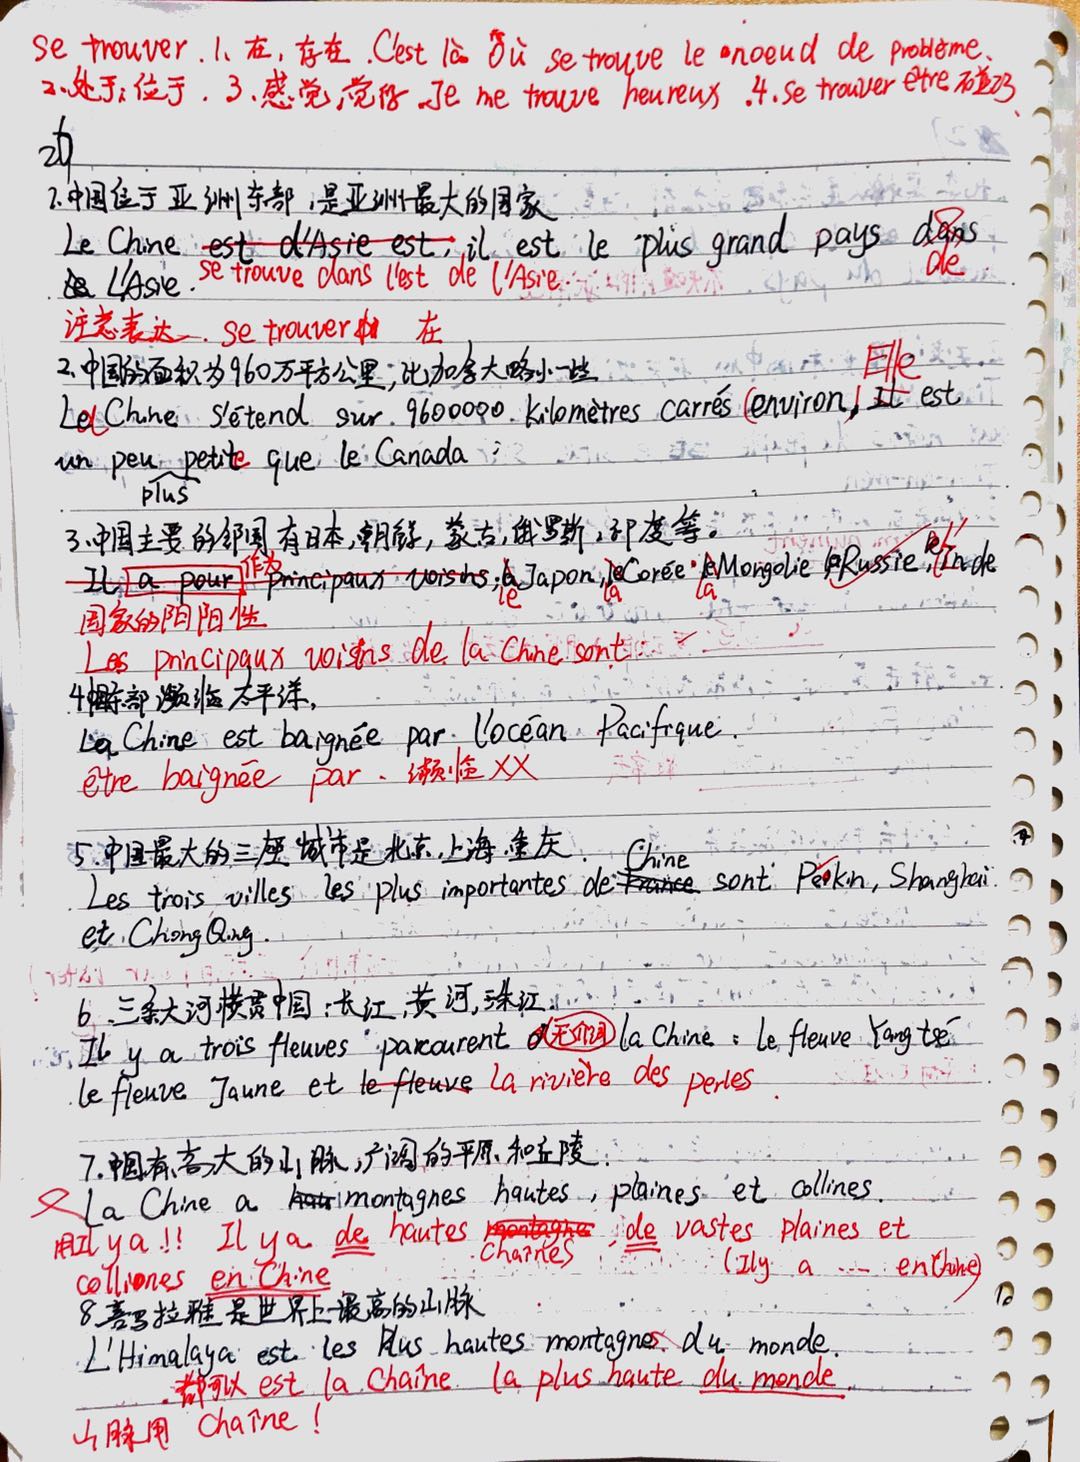 se trouver. 1. 在, 存在. C'est là Où se trouve le noeud de problème.
2. 处于; 位于. 3. 感觉, 觉得. Je me trouve heureux. 4. se trouver être 碰巧
1. 中国位于亚洲东部, 是亚洲最大的国家
Le Chine est d'Asie est, il est le plus grand pays dans
se trouve dans l'est de l'Asie. de
L'Asie.
注意表达. se trouver 在
2. 中国的面积为960万平方公里, 比加拿大略小一些
Elle
La Chine s'étend sur 9600000 Kilomètres carrés (environ), Il est
un peu petite que le Canada
plus
3. 中国主要的邻国有日本, 朝鲜, 蒙古, 俄罗斯, 印度等。
Il a pour 作为 principaux voisins: Japon, Corée Mongolie Russie, Inde
le la la l'
国家的阴阳性
Les principaux voisins de la Chine sont
4. 中国东部濒临太平洋.
La Chine est baignée par l'océan Pacifique.
être baignée par. 濒临XX
5. 中国最大的三座城市是北京, 上海, 重庆.
Chine
Les trois villes les plus importantes de France sont Pékin, Shanghai
et ChongQing.
6. 三条大河横贯中国: 长江, 黄河, 珠江.
Il y a trois fleuves parcourent 无介词 la Chine: le fleuve Yangtsé
le fleuve Jaune et le fleuve la rivière des perles.
7. 中国有高大的山脉, 广阔的平原和丘陵.
La Chine a montagnes hautes, plaines et collines.
用Il y a!! Il y a de hautes montagne, de vastes plaines et
chaînes (Il y a ... en Chine)
colliones en Chine
8. 喜马拉雅是世界上最高的山脉
L'Himalaya est les plus hautes montagnes du monde.
都可以 est la chaîne la plus haute du monde.
山脉用 chaîne!